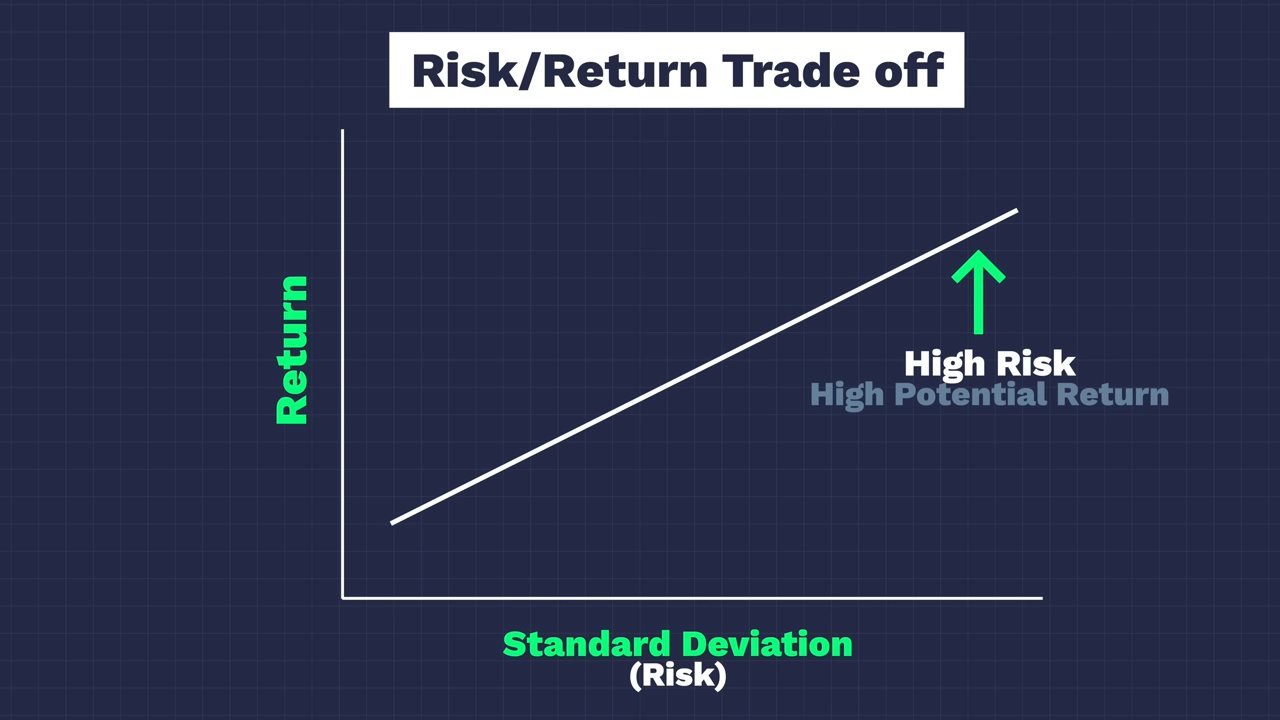 Risk/Return Trade off
Return
High Risk
High Potential Return
Standard Deviation
(Risk)